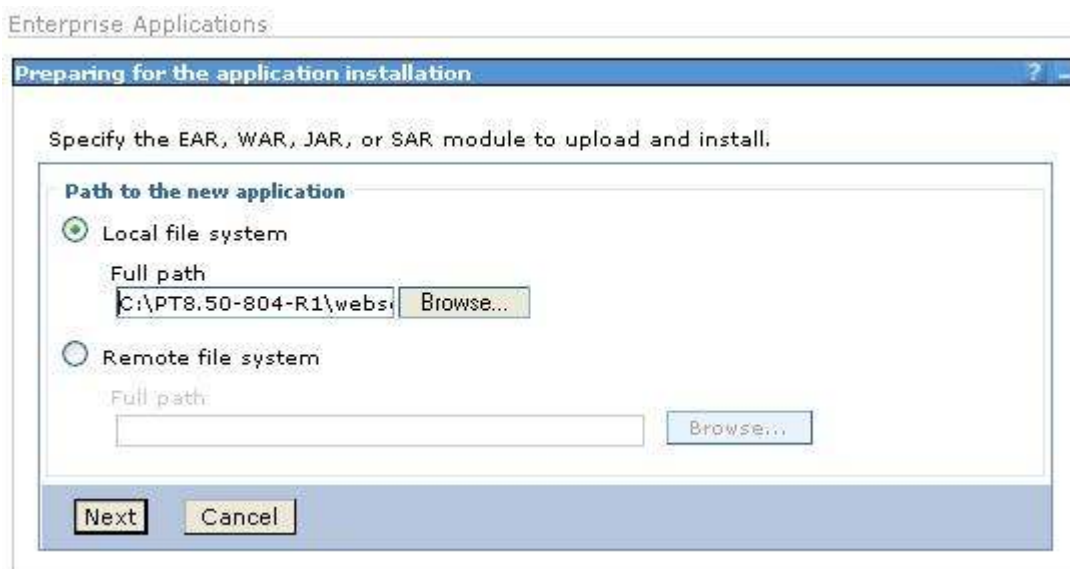 Enterprise Applications
Preparing for the application installation ? –
Specify the EAR, WAR, JAR, or SAR module to upload and install.
Path to the new application
Local file system
Full path
C:\PT8.50-804-R1\webs Browse...
Remote file system
Full path
Browse...
Next Cancel